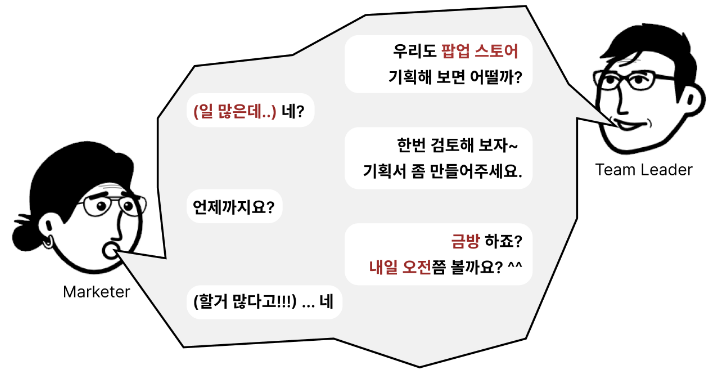 우리도 팝업 스토어
기획해 보면 어떨까?
(일 많은데..) 네?
한번 검토해 보자~
기획서 좀 만들어주세요.
Team Leader
언제까지요?
금방 하죠?
내일 오전쯤 볼까요? ^^
Marketer
(할거 많다고!!!) ... 네